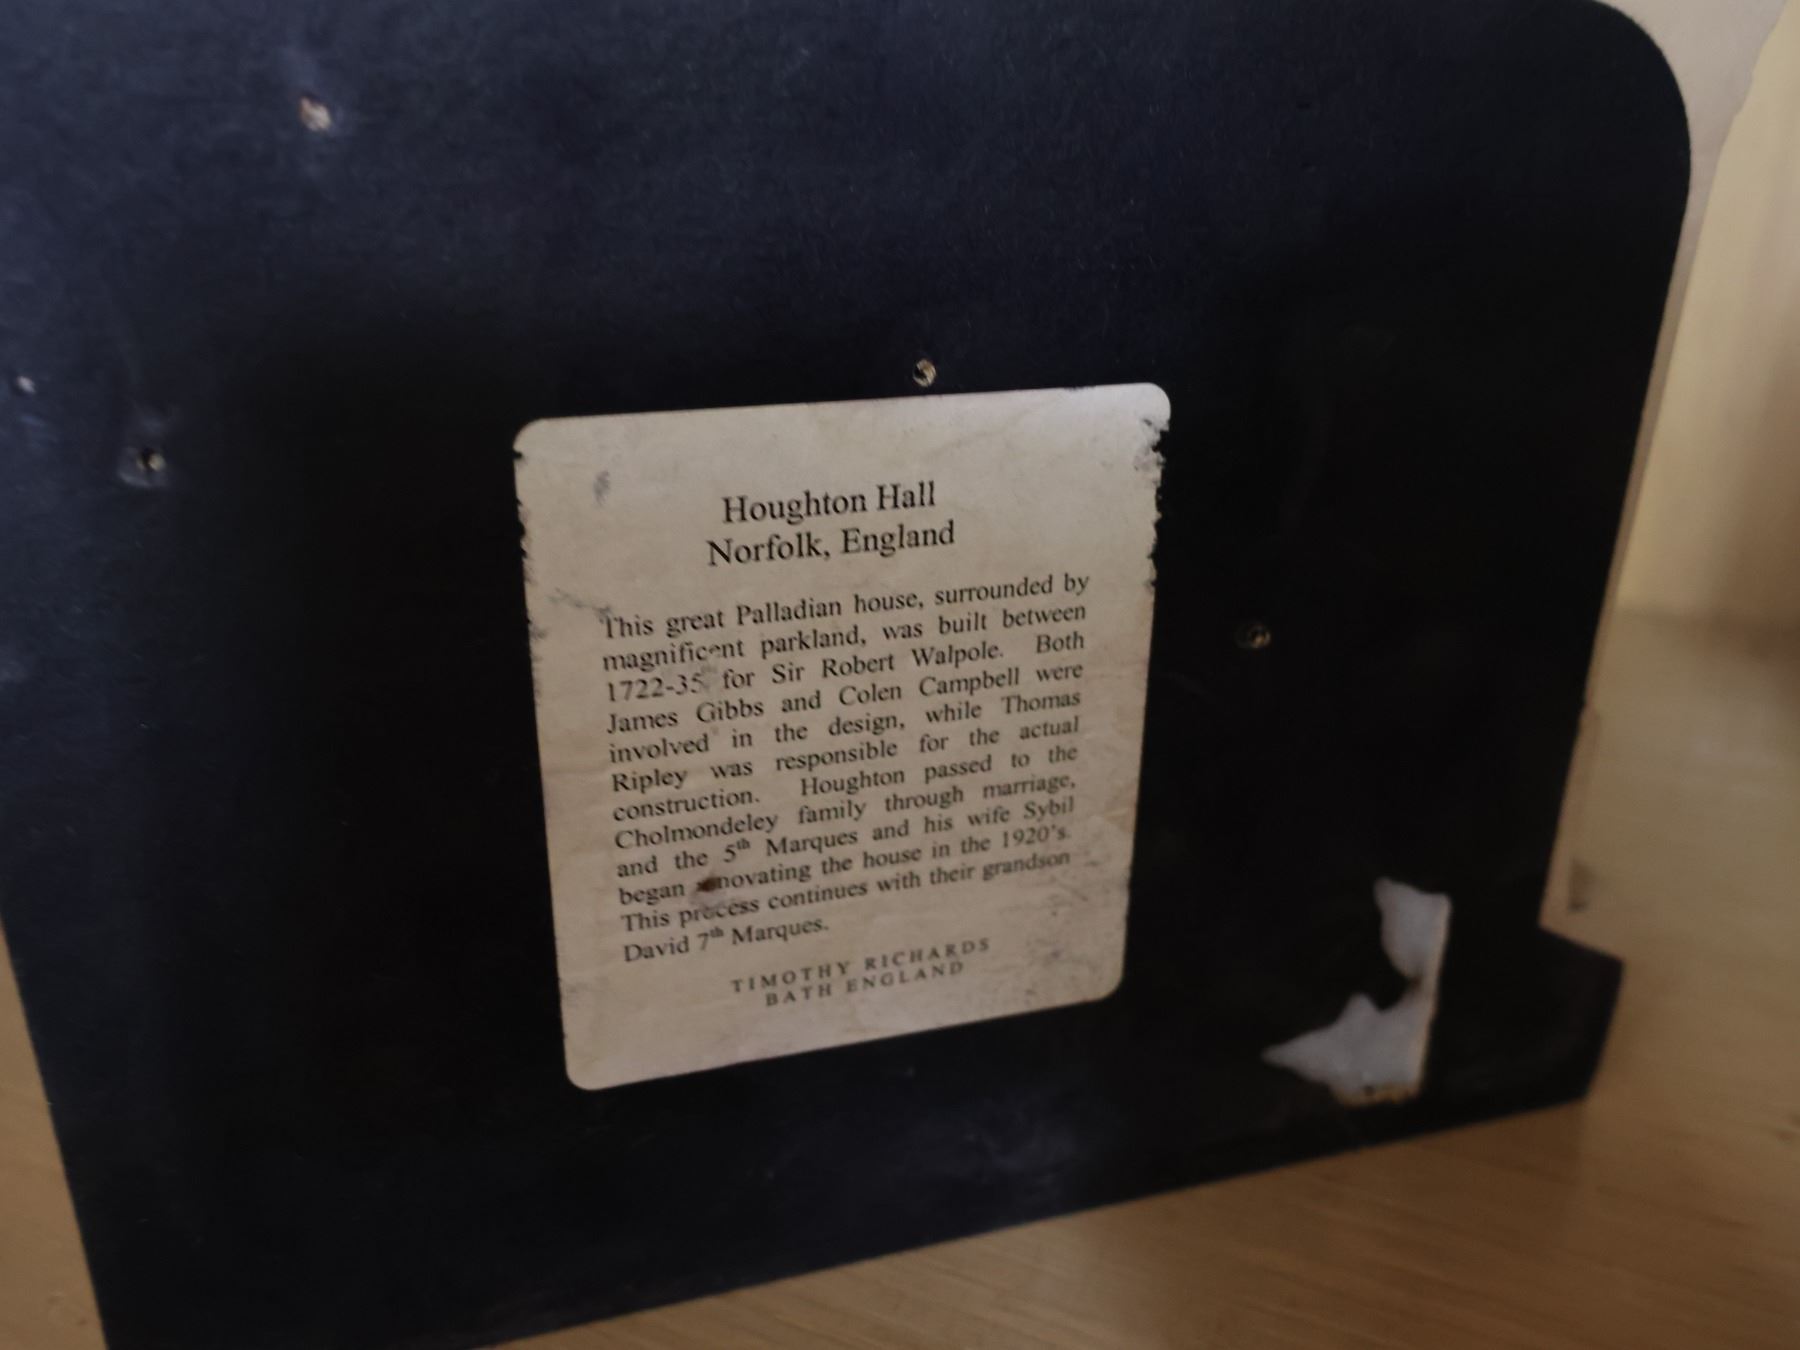 Houghton Hall
Norfolk, England
This great Palladian house, surrounded by
magnificent parkland, was built between
1722-35 for Sir Robert Walpole. Both
James Gibbs and Colen Campbell were
involved in the design, while Thomas
Ripley was responsible for the actual
construction. Houghton passed to the
Cholmondeley family through marriage,
and the 5th Marques and his wife Sybil
began renovating the house in the 1920's.
This process continues with their grandson
David 7th Marques.
TIMOTHY RICHARDS
BATH ENGLAND